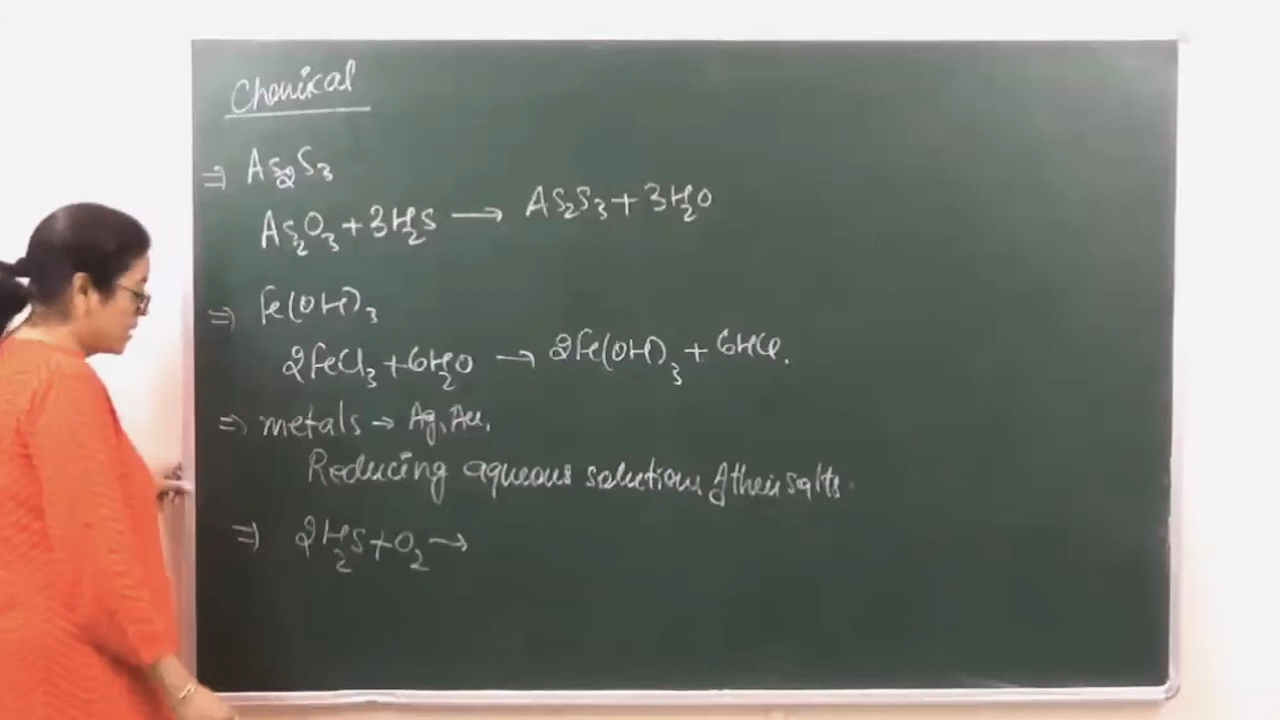 Chemical
⇒ As₂S₃
As₂O₃ + 3H₂S → As₂S₃ + 3H₂O
⇒ Fe(OH)₃
2FeCl₃ + 6H₂O → 2Fe(OH)₃ + 6HCl.
⇒ metals → Ag, Au,
Reducing aqueous solutions of their salts.
⇒ 2H₂S + O₂ →